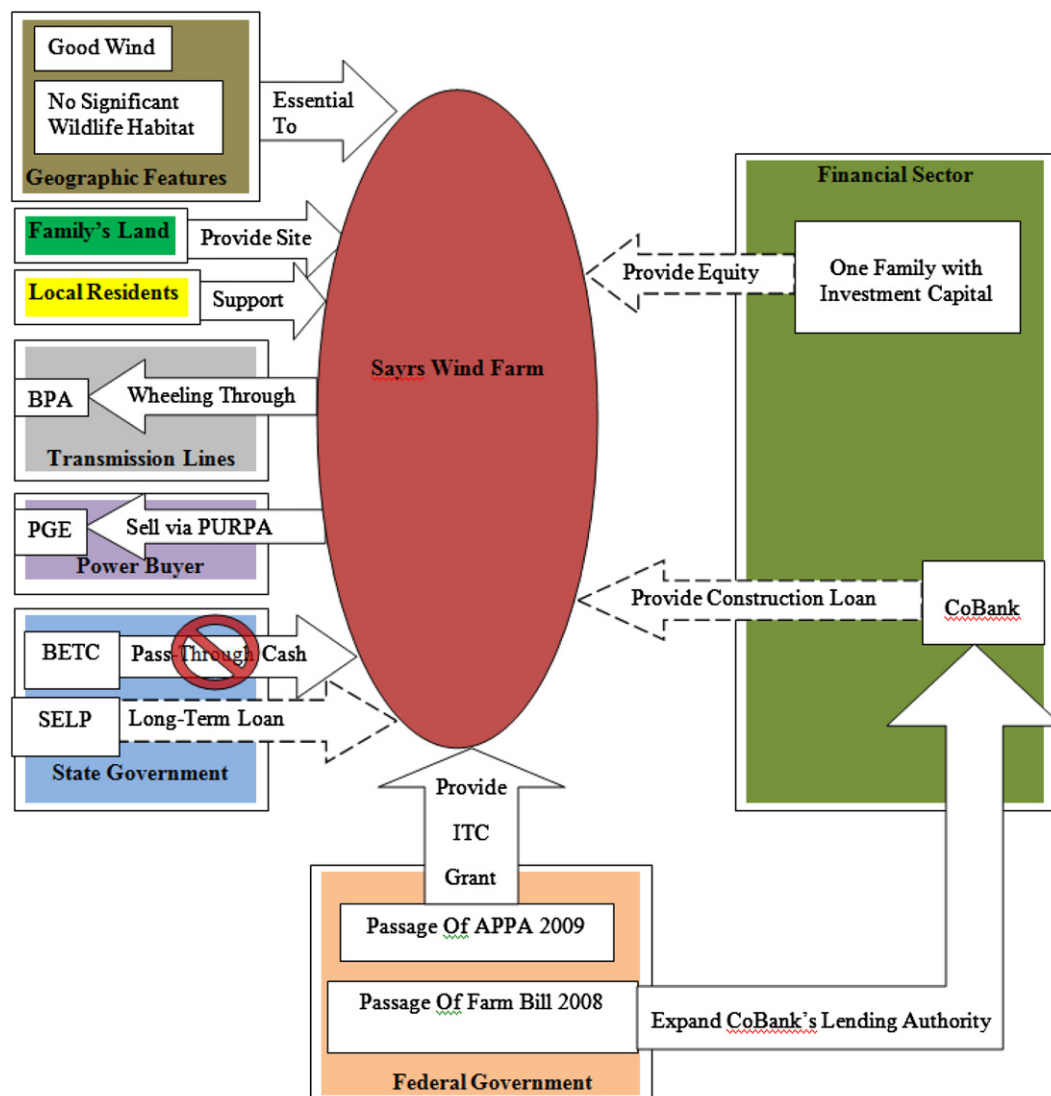 Good Wind
No Significant
Wildlife Habitat
Geographic Features
Essential
To
Family's Land
Provide Site
Local Residents
Support
BPA
Wheeling Through
Transmission Lines
PGE
Sell via PURPA
Power Buyer
BETC
Pass-Through Cash
SELP
Long-Term Loan
State Government
Sayrs Wind Farm
Financial Sector
Provide Equity
One Family with
Investment Capital
Provide Construction Loan
CoBank
Provide
ITC
Grant
Passage Of APPA 2009
Passage Of Farm Bill 2008
Expand CoBank's Lending Authority
Federal Government